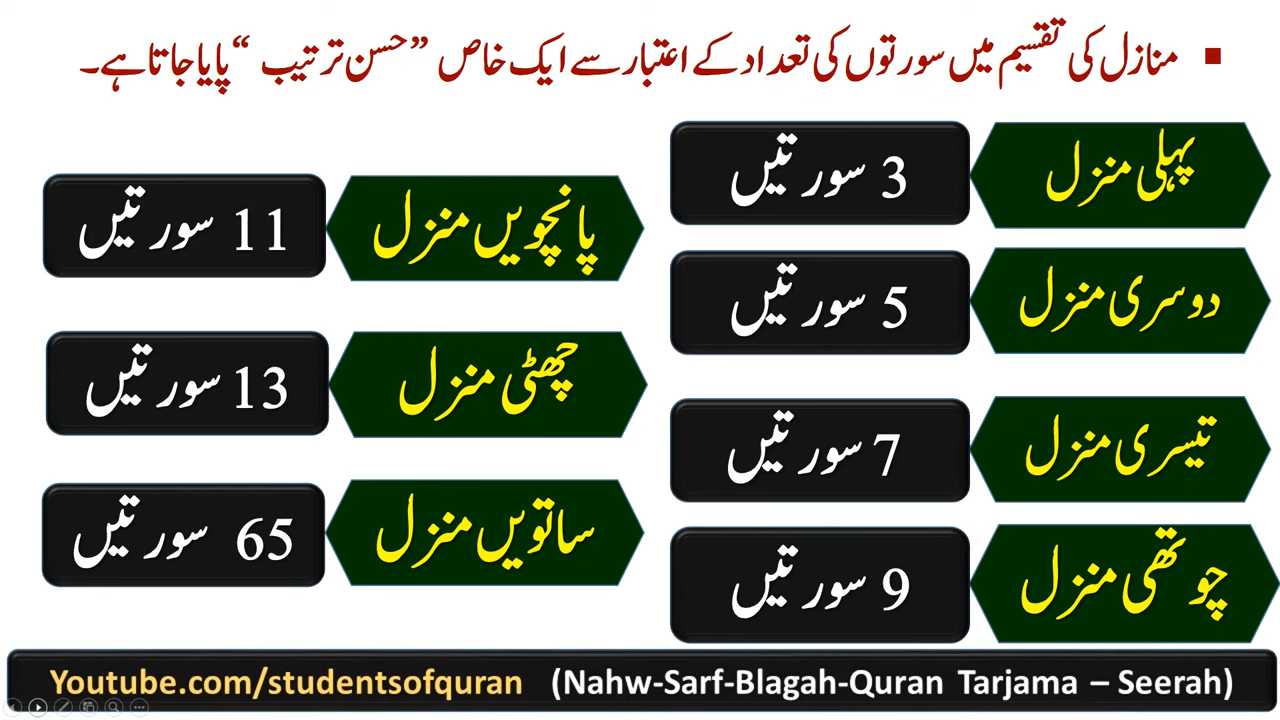 ▪ منازل کی تقسیم میں سورتوں کی تعداد کے اعتبار سے ایک خاص ”حسن ترتیب“ پایا جاتا ہے۔
پہلی منزل 3 سورتیں
دوسری منزل 5 سورتیں
تیسری منزل 7 سورتیں
چوتھی منزل 9 سورتیں
پانچویں منزل 11 سورتیں
چھٹی منزل 13 سورتیں
ساتویں منزل 65 سورتیں
Youtube.com/studentsofquran (Nahw-Sarf-Blagah-Quran Tarjama – Seerah)